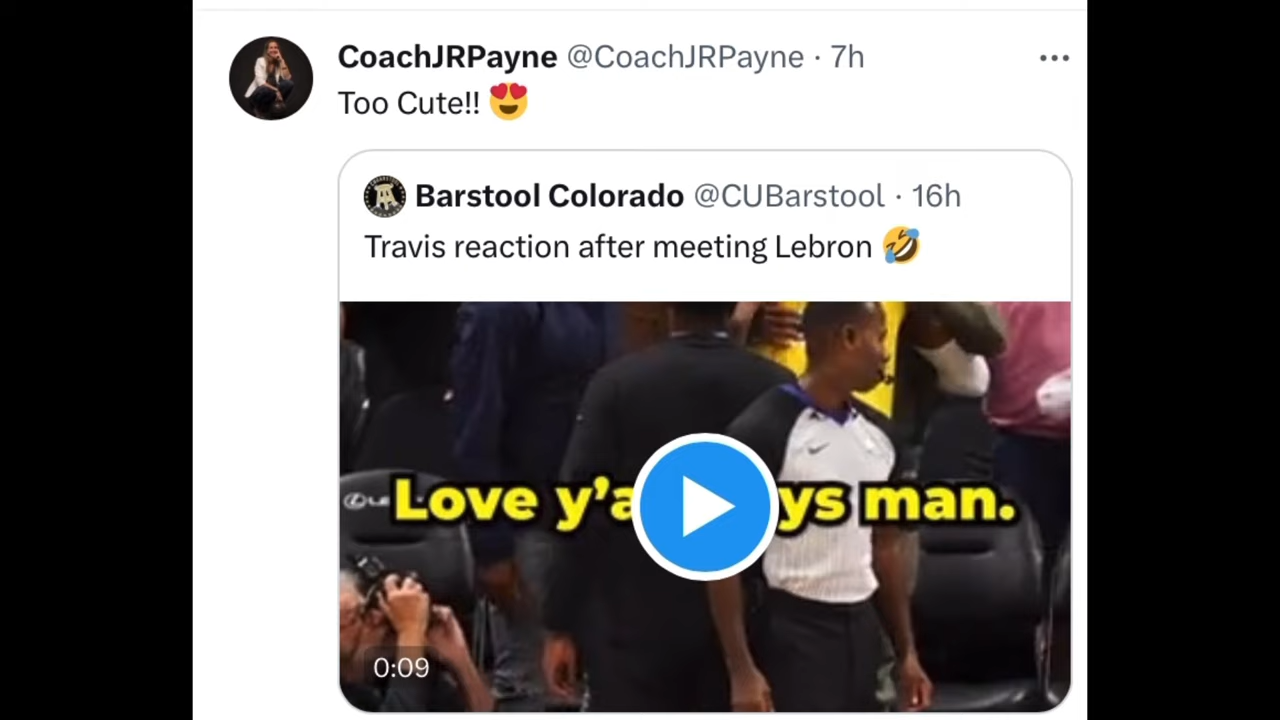 CoachJRPayne @CoachJRPayne · 7h
Too Cute!! 😍
Barstool Colorado @CUBarstool · 16h
Travis reaction after meeting Lebron 🤣
Love y’a ys man.
0:09